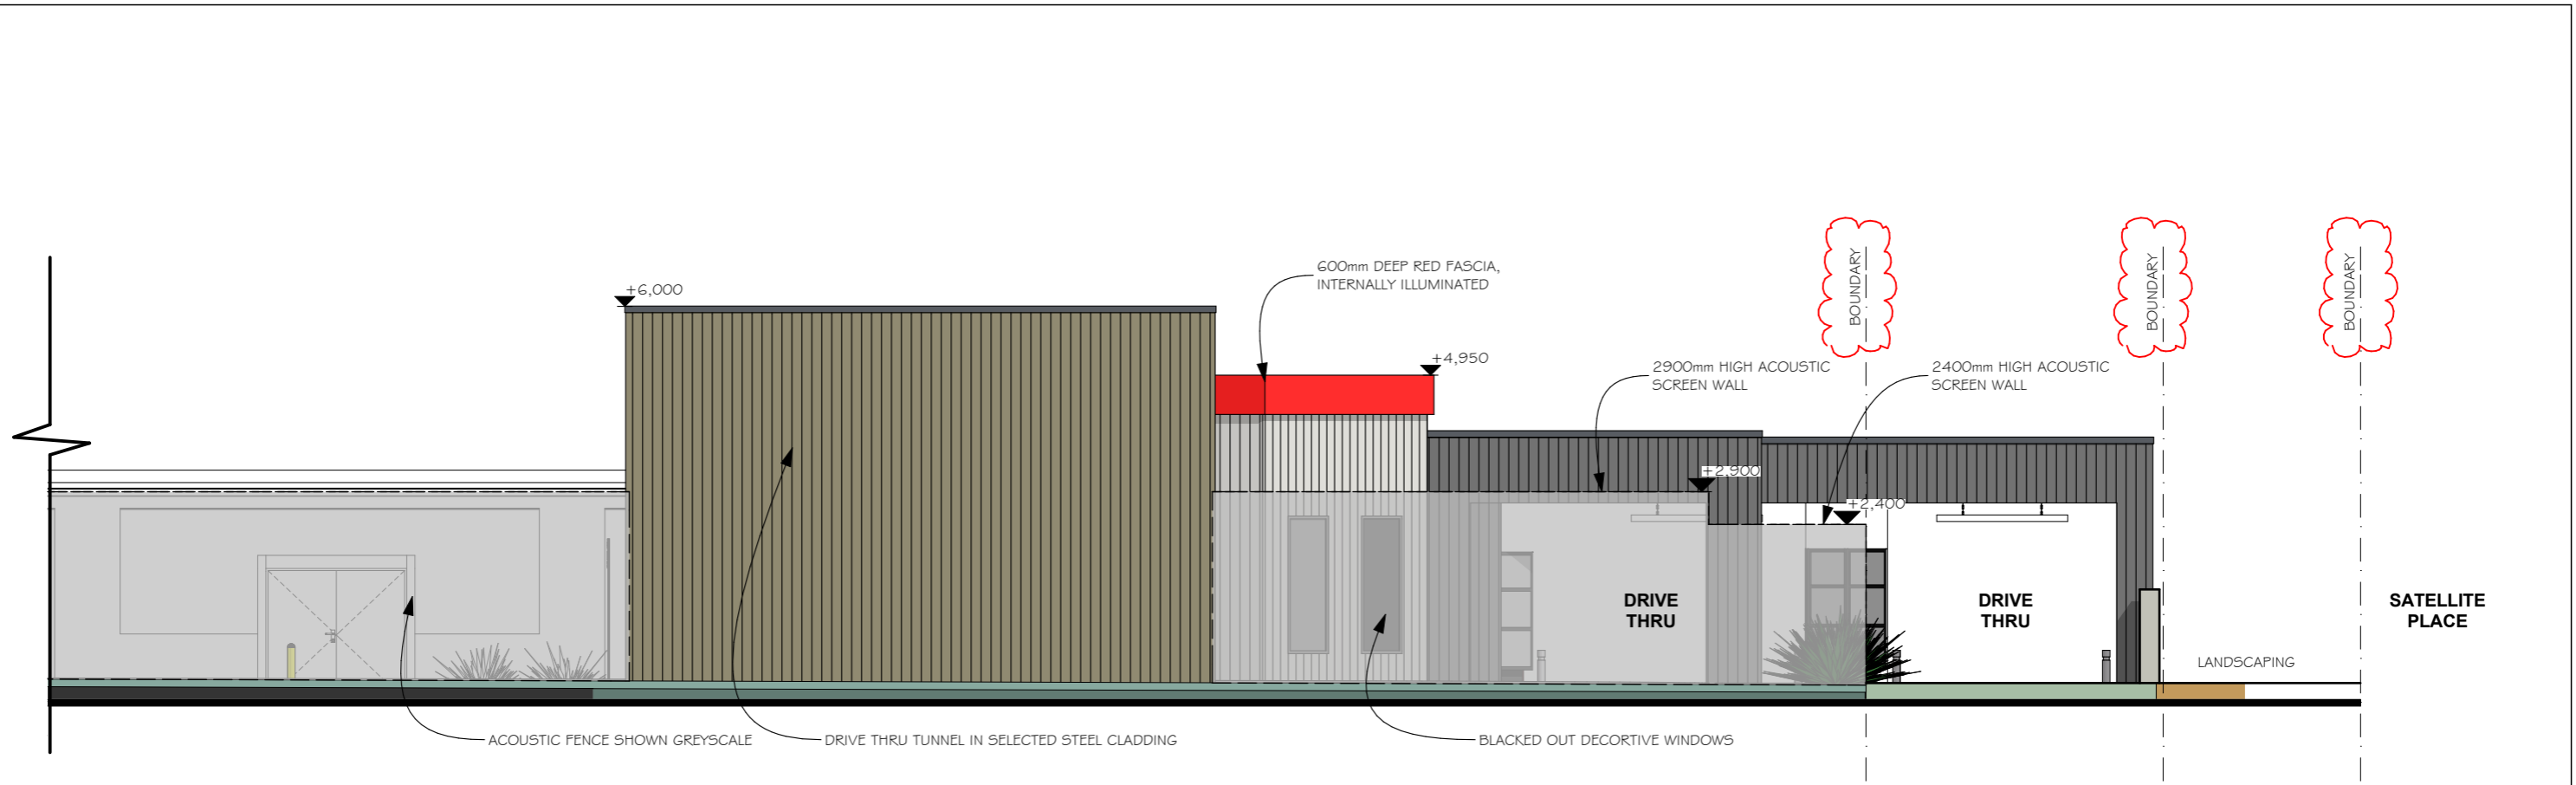 BOUNDARY
BOUNDARY
BOUNDARY
600mm DEEP RED FASCIA,
INTERNALLY ILLUMINATED
+6,000
+4,950
2900mm HIGH ACOUSTIC
SCREEN WALL
2400mm HIGH ACOUSTIC
SCREEN WALL
+2,900
+2,400
DRIVE
THRU
DRIVE
THRU
SATELLITE
PLACE
LANDSCAPING
ACOUSTIC FENCE SHOWN GREYSCALE
DRIVE THRU TUNNEL IN SELECTED STEEL CLADDING
BLACKED OUT DECORTIVE WINDOWS